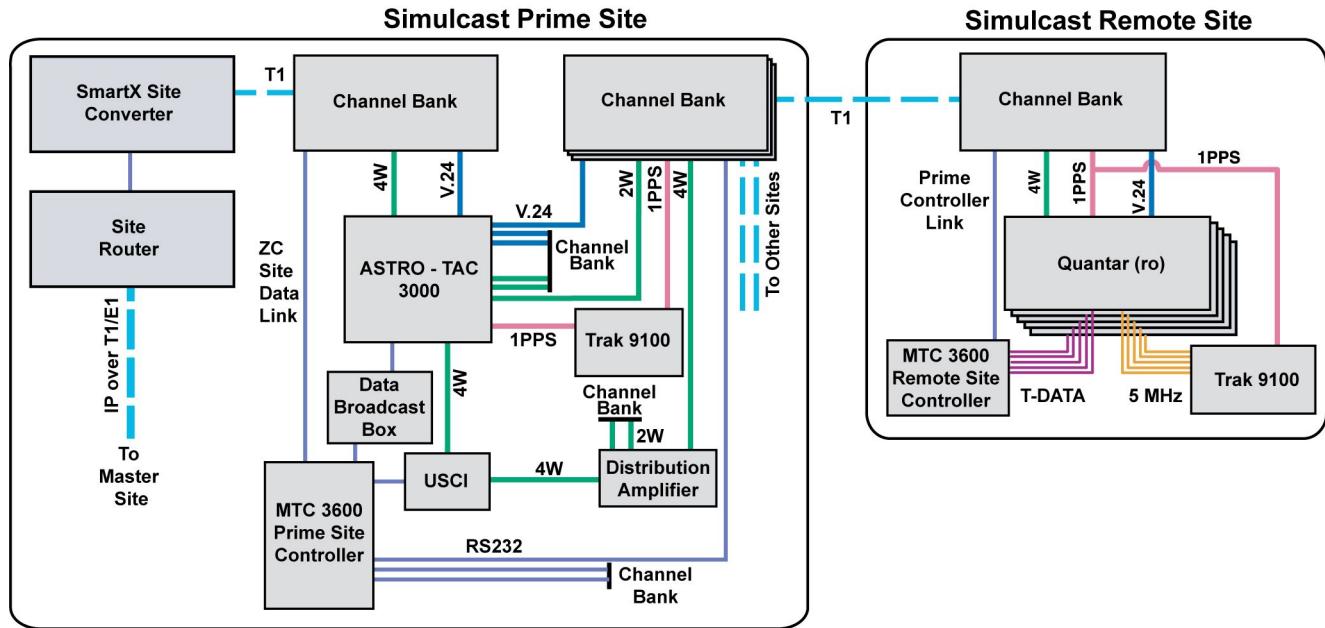 Simulcast Prime Site
Simulcast Remote Site
SmartX Site
Converter
T1
Channel Bank
Channel Bank
T1
Channel Bank
4W
V.24
2W
1PPS
4W
To Other Sites
Prime
Controller
Link
4W
1PPS
V.24
1PPS
Site
Router
ZC
Site
Data
Link
ASTRO - TAC
3000
V.24
Channel
Bank
Quantar (ro)
IP over T1/E1
1PPS
Trak 9100
MTC 3600
Remote Site
Controller
T-DATA
5 MHz
Trak 9100
Data
Broadcast
Box
4W
Channel
Bank
2W
To
Master
Site
USCI
4W
Distribution
Amplifier
MTC 3600
Prime Site
Controller
RS232
Channel
Bank